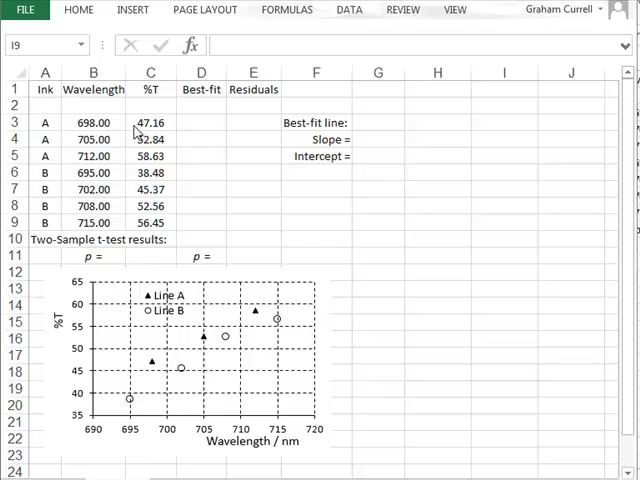 FILE HOME INSERT PAGE LAYOUT FORMULAS DATA REVIEW VIEW Graham Currell
I9 fx
A B C D E F G H I J
1 Ink Wavelength %T Best-fit Residuals
2
3 A 698.00 47.16 Best-fit line:
4 A 705.00 52.84 Slope =
5 A 712.00 58.63 Intercept =
6 B 695.00 38.48
7 B 702.00 45.37
8 B 708.00 52.56
9 B 715.00 56.45
10 Two-Sample t-test results:
11 p = p =
12
13
14
15
16
17
18
19
20
21
22
23
24
65
60
55
50
45
40
35
%T
Line A
Line B
690 695 700 705 710 715 720
Wavelength / nm